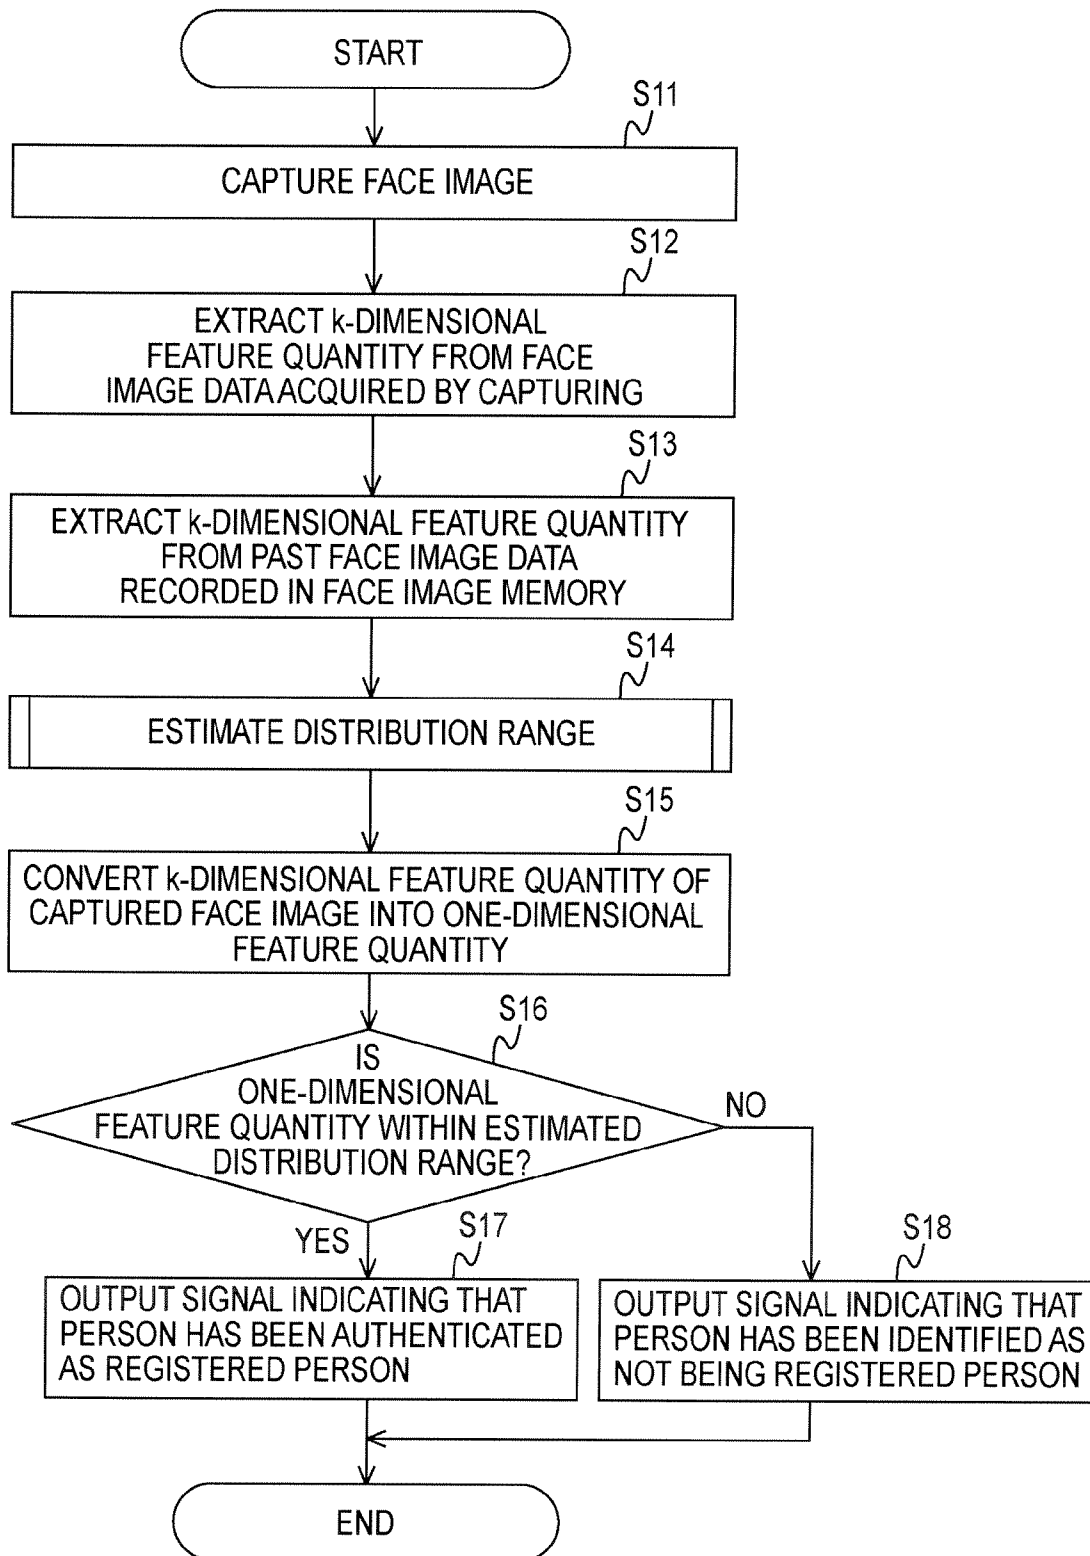 START
S11
CAPTURE FACE IMAGE
S12
EXTRACT k-DIMENSIONAL
FEATURE QUANTITY FROM FACE
IMAGE DATA ACQUIRED BY CAPTURING
S13
EXTRACT k-DIMENSIONAL FEATURE QUANTITY
FROM PAST FACE IMAGE DATA
RECORDED IN FACE IMAGE MEMORY
S14
ESTIMATE DISTRIBUTION RANGE
S15
CONVERT k-DIMENSIONAL FEATURE QUANTITY OF
CAPTURED FACE IMAGE INTO ONE-DIMENSIONAL
FEATURE QUANTITY
S16
IS
ONE-DIMENSIONAL
FEATURE QUANTITY WITHIN ESTIMATED
DISTRIBUTION RANGE?
NO
YES
S17
OUTPUT SIGNAL INDICATING THAT
PERSON HAS BEEN AUTHENTICATED
AS REGISTERED PERSON
S18
OUTPUT SIGNAL INDICATING THAT
PERSON HAS BEEN IDENTIFIED AS
NOT BEING REGISTERED PERSON
END